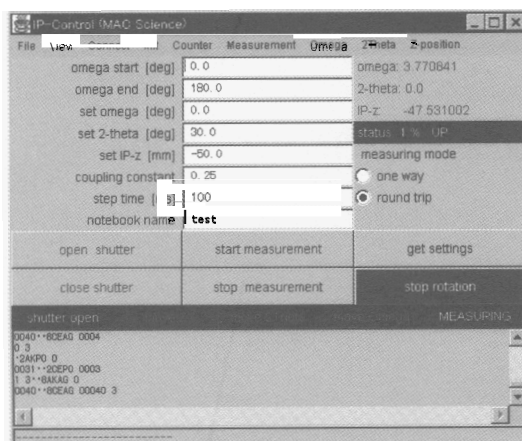 IP-Control (MAC Science)
File View Counter Measurement Omega 2-Theta z-position
omega start [deg] 0.0 omega: 3.770841
omega end [deg] 180.0 2-theta: 0.0
set omega [deg] 0.0 IP-z: -47.531002
set 2-theta [deg] 30.0 status 1 % UP
set IP-z [mm] -50.0 measuring mode
coupling constant 0.25 one way
step time 100 round trip
notebook name test
open shutter start measurement get settings
close shutter stop measurement stop rotation
shutter open MEASURING
0040··8CEAG 0004
0 3
·2AKPO 0
0031··2CEPO 0003
1 3··8AKAG 0
0040··8CEAG 00040 3